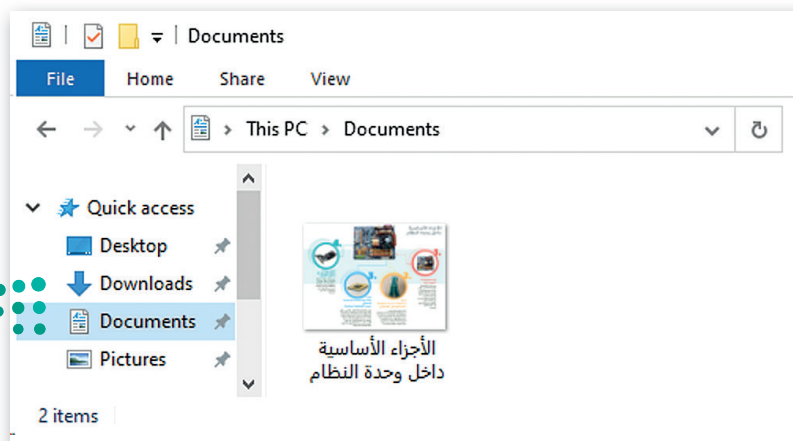 Documents
File Home Share View
This PC > Documents
Quick access
Desktop
Downloads
Documents
Pictures
الأجزاء الأساسية
داخل وحدة النظام
2 items